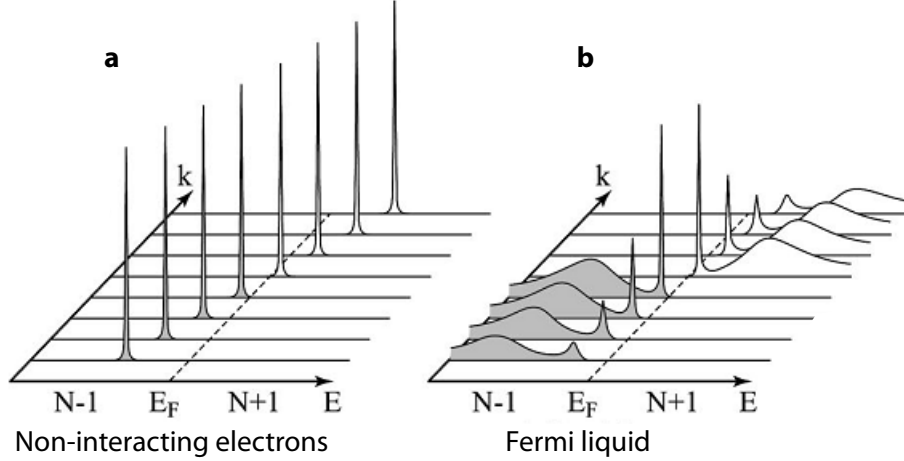 a
b
k
k
N-1 E_F N+1 E
N-1 E_F N+1 E
Non-interacting electrons
Fermi liquid